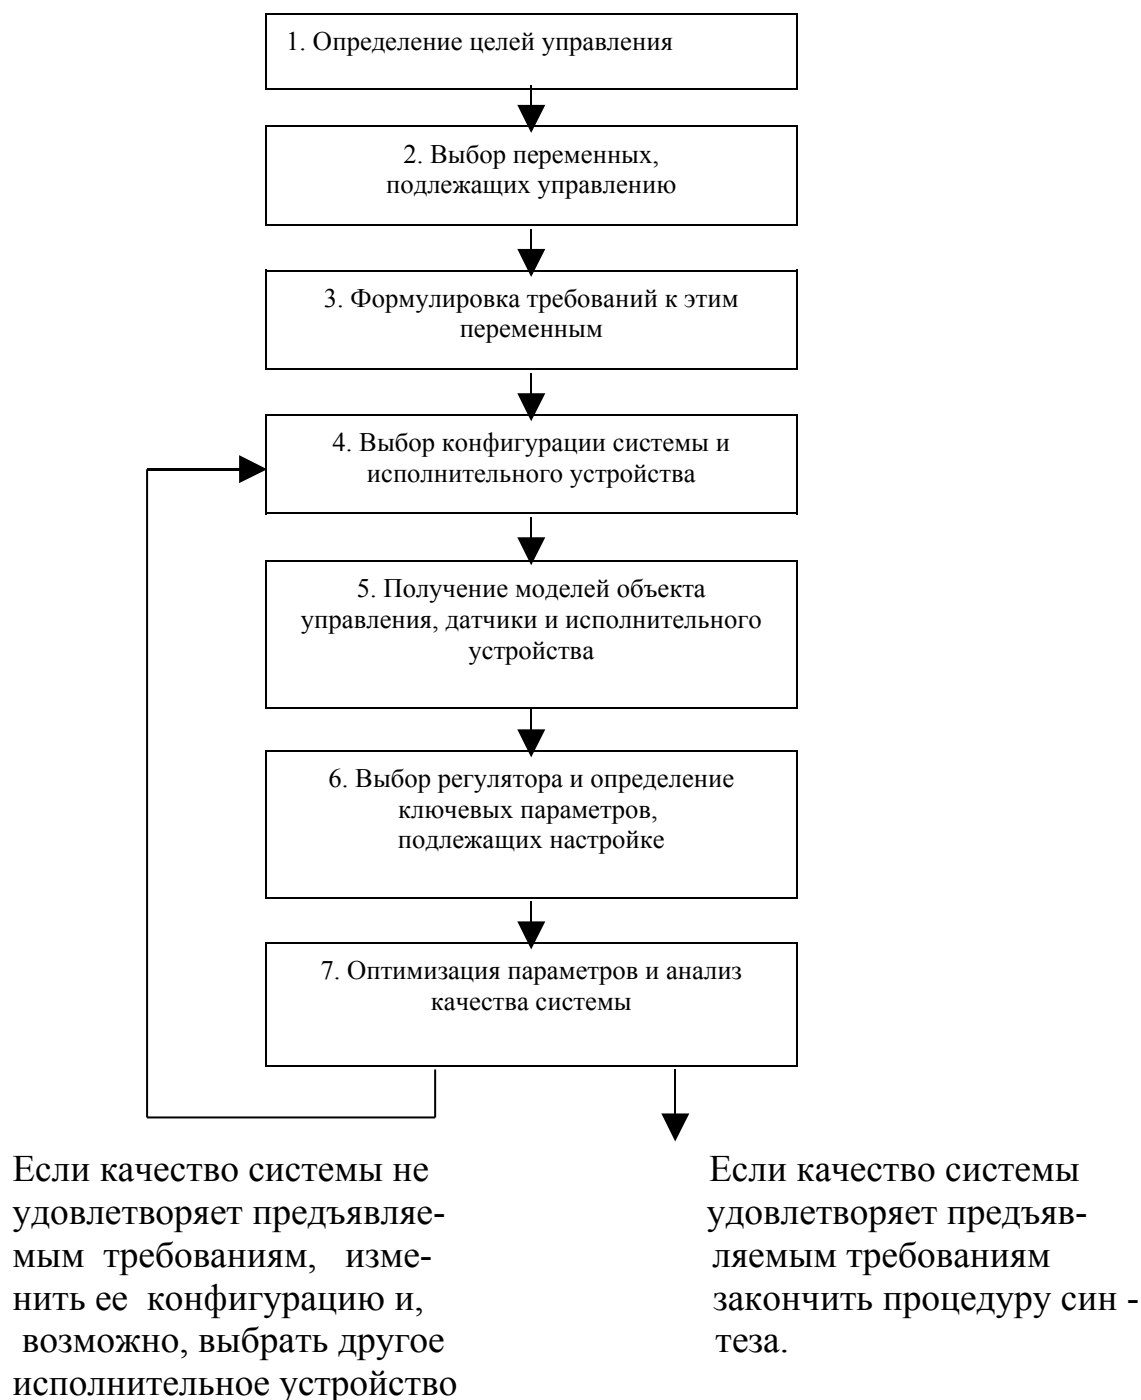 1. Определение целей управления
2. Выбор переменных,
подлежащих управлению
3. Формулировка требований к этим
переменным
4. Выбор конфигурации системы и
исполнительного устройства
5. Получение моделей объекта
управления, датчики и исполнительного
устройства
6. Выбор регулятора и определение
ключевых параметров,
подлежащих настройке
7. Оптимизация параметров и анализ
качества системы
Если качество системы не
удовлетворяет предъявляе-
мым требованиям, изме-
нить ее конфигурацию и,
возможно, выбрать другое
исполнительное устройство
Если качество системы
удовлетворяет предъяв-
ляемым требованиям
закончить процедуру син -
теза.